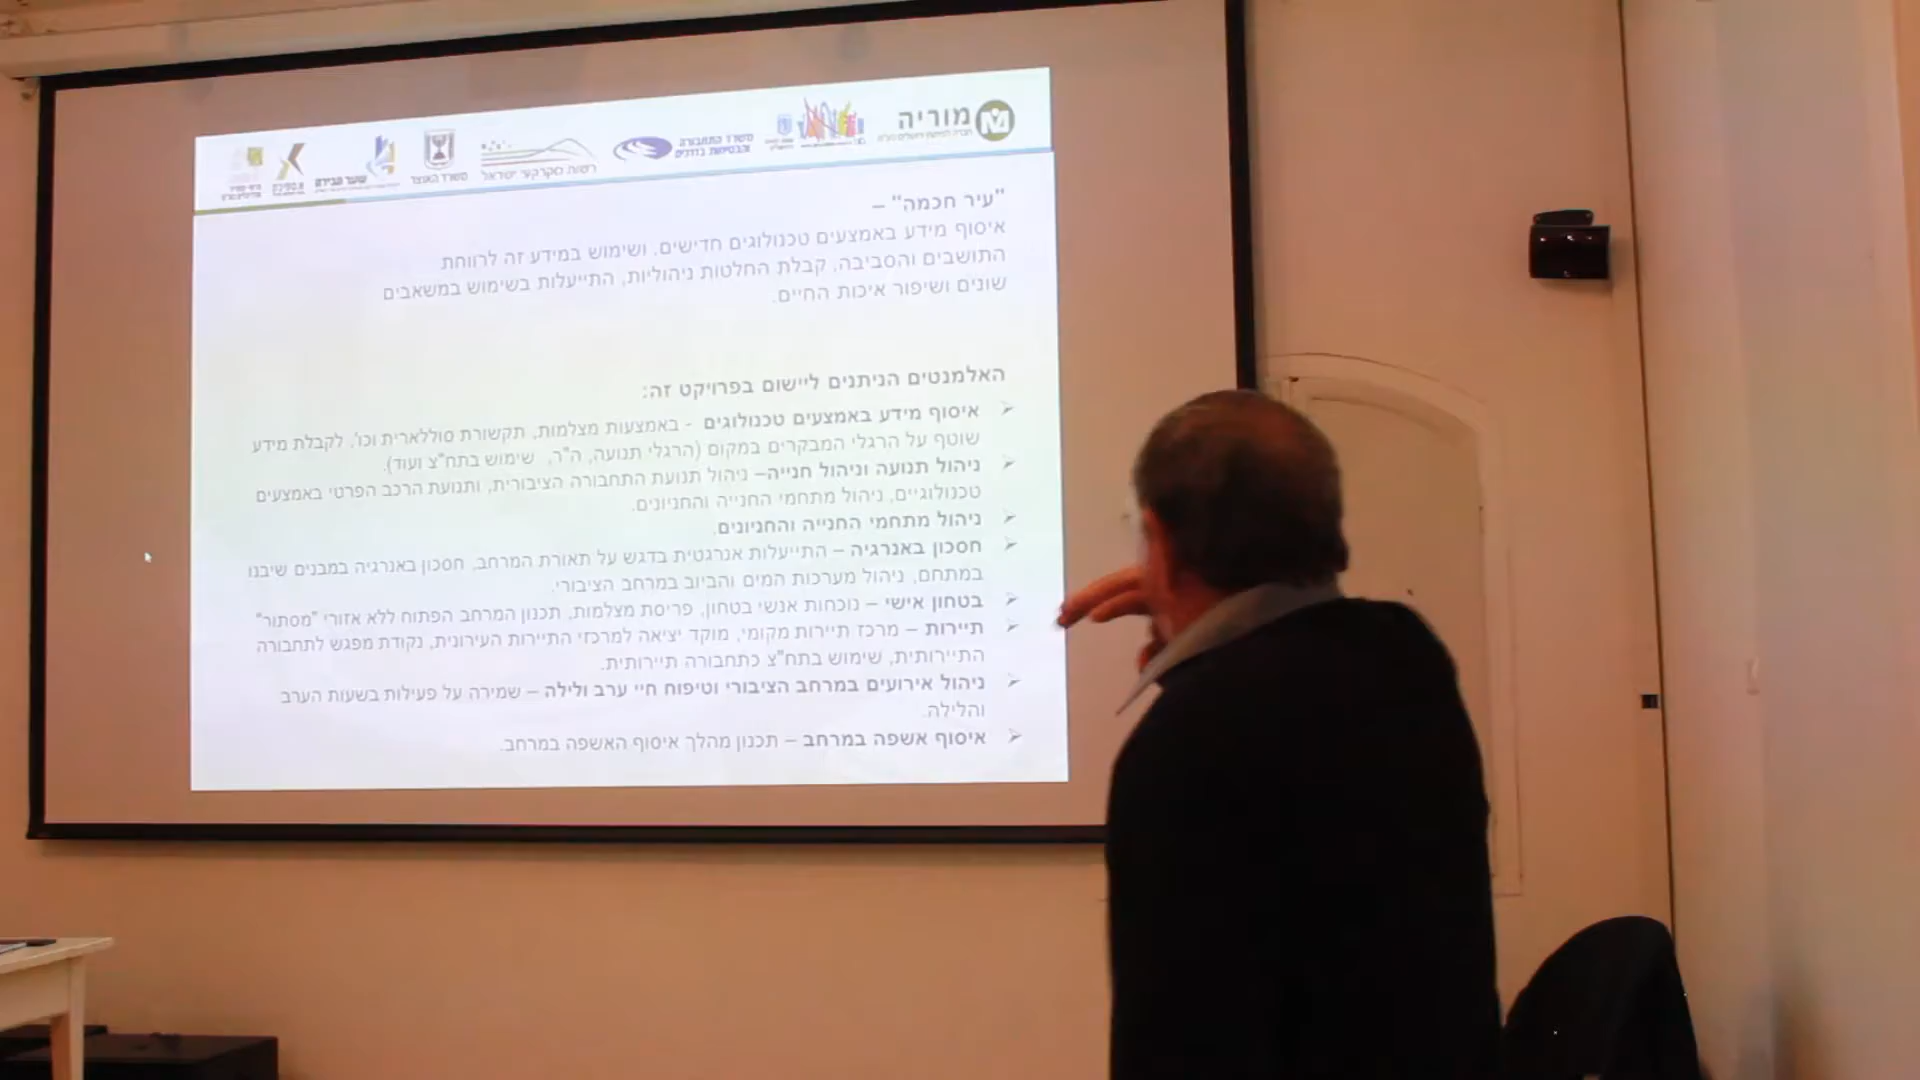 מוריה
חברה לפיתוח ירושלים בע"מ
משרד התחבורה
והבטיחות בדרכים
רשות מקרקעי ישראל
משרד האוצר
"עיר חכמה" –
איסוף מידע באמצעים טכנולוגים חדישים, ושימוש במידע זה לרווחת
התושבים והסביבה, קבלת החלטות ניהוליות, התייעלות בשימוש במשאבים
שונים ושיפור איכות החיים.
האלמנטים הניתנים ליישום בפרויקט זה:
איסוף מידע באמצעים טכנולוגים - באמצעות מצלמות, תקשורת סוללארית וכו', לקבלת מידע
שוטף על הרגלי המבקרים במקום (הרגלי תנועה, ה"ר, שימוש בתח"צ ועוד).
ניהול תנועה וניהול חנייה– ניהול תנועת התחבורה הציבורית, ותנועת הרכב הפרטי באמצעים
טכנולוגיים, ניהול מתחמי החנייה והחניונים.
ניהול מתחמי החנייה והחניונים.
חסכון באנרגיה – התייעלות אנרגטית בדגש על תאורת המרחב, חסכון באנרגיה במבנים שיבנו
במתחם, ניהול מערכות המים והביוב במרחב הציבורי.
בטחון אישי – נוכחות אנשי בטחון, פריסת מצלמות, תכנון המרחב הפתוח ללא אזורי "מסתור"
תיירות – מרכז תיירות מקומי, מוקד יציאה למרכזי התיירות העירונית, נקודת מפגש לתחבורה
התיירותית, שימוש בתח"צ כתחבורה תיירותית.
ניהול אירועים במרחב הציבורי וטיפוח חיי ערב ולילה – שמירה על פעילות בשעות הערב
והלילה.
איסוף אשפה במרחב – תכנון מהלך איסוף האשפה במרחב.